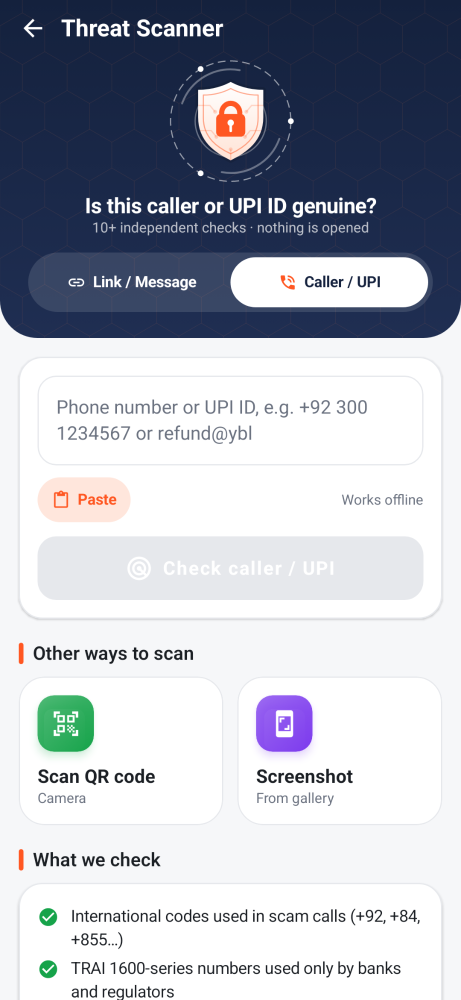 Threat Scanner
Is this caller or UPI ID genuine?
10+ independent checks · nothing is opened
Link / Message
Caller / UPI
Phone number or UPI ID, e.g. +92 300
1234567 or refund@ybl
Paste
Works offline
Check caller / UPI
Other ways to scan
Scan QR code
Camera
Screenshot
From gallery
What we check
International codes used in scam calls (+92, +84,
+855…)
TRAI 1600-series numbers used only by banks
and regulators